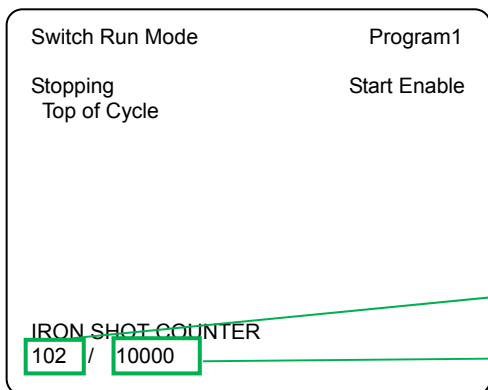 Switch Run Mode Program1
Stopping Start Enable
Top of Cycle
IRON SHOT COUNTER
102 / 10000